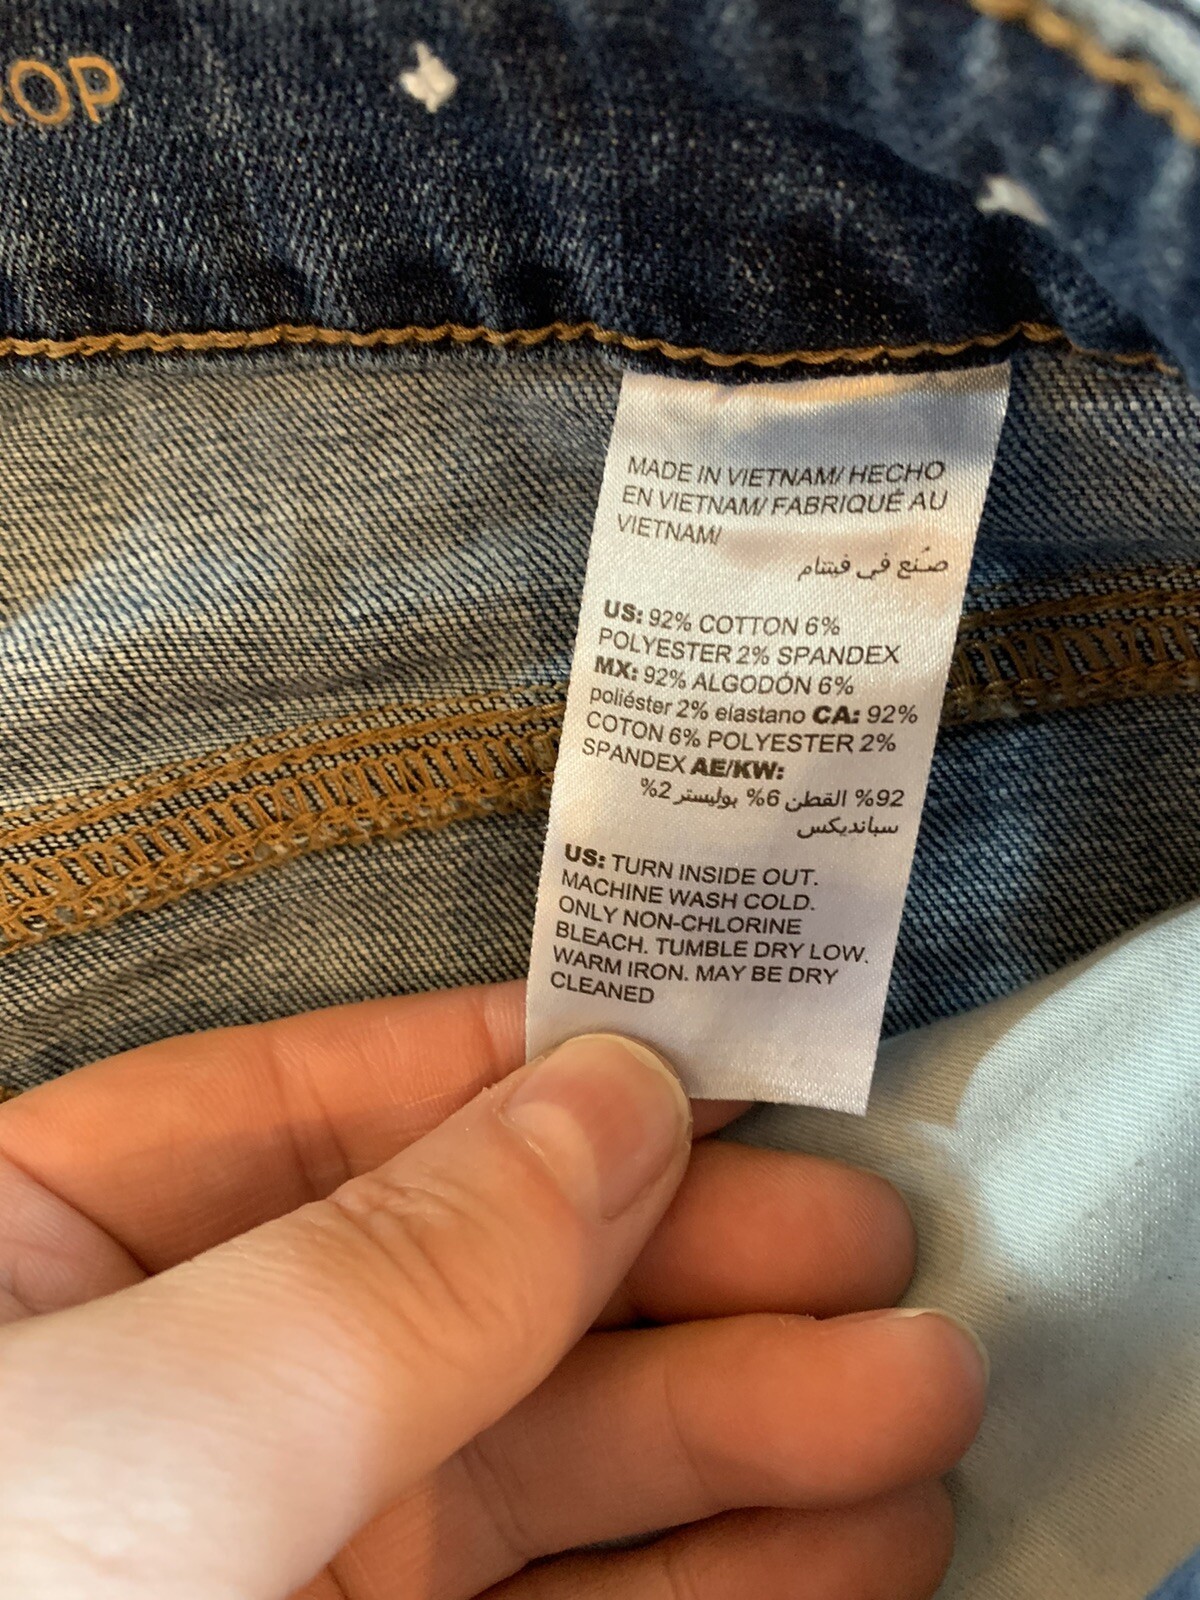 ROP
MADE IN VIETNAM/ HECHO
EN VIETNAM/ FABRIQUÉ AU
VIETNAM/
صُنع في فيتنام
US: 92% COTTON 6%
POLYESTER 2% SPANDEX
MX: 92% ALGODÓN 6%
poliéster 2% elastano CA: 92%
COTON 6% POLYESTER 2%
SPANDEX AE/KW:
92% القطن 6% بوليستر 2%
سبانديكس
US: TURN INSIDE OUT.
MACHINE WASH COLD.
ONLY NON-CHLORINE
BLEACH. TUMBLE DRY LOW.
WARM IRON. MAY BE DRY
CLEANED